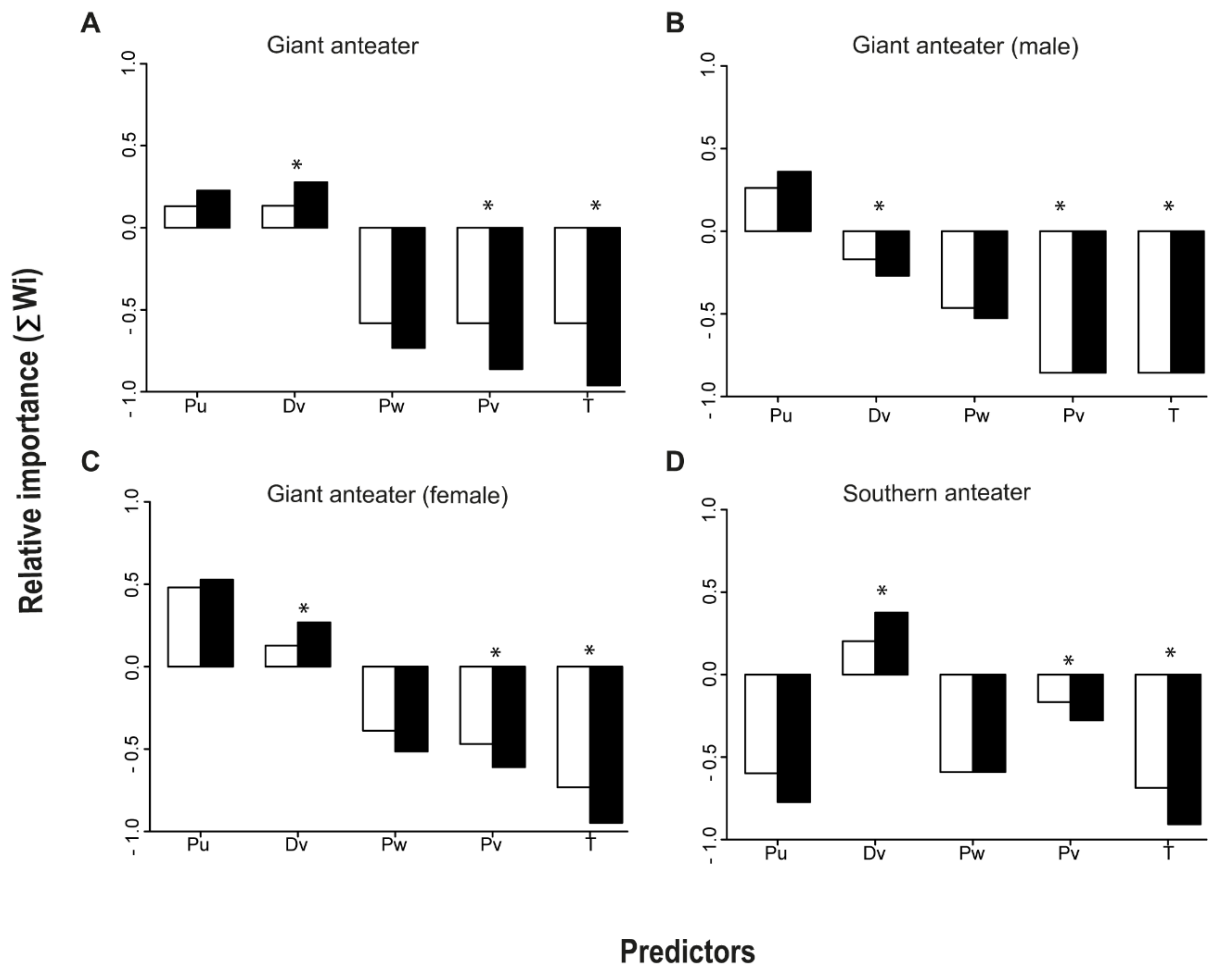 A
Giant anteater
1.0
0.5
0.0
- 0.5
- 1.0
*
*
*
Pu Dv Pw Pv T
B
Giant anteater (male)
1.0
0.5
0.0
- 0.5
- 1.0
*
*
*
Pu Dv Pw Pv T
C
Giant anteater (female)
1.0
0.5
0.0
- 0.5
- 1.0
*
*
*
Pu Dv Pw Pv T
D
Southern anteater
1.0
0.5
0.0
- 0.5
- 1.0
*
*
*
Pu Dv Pw Pv T
Relative importance (∑ Wi)
Predictors